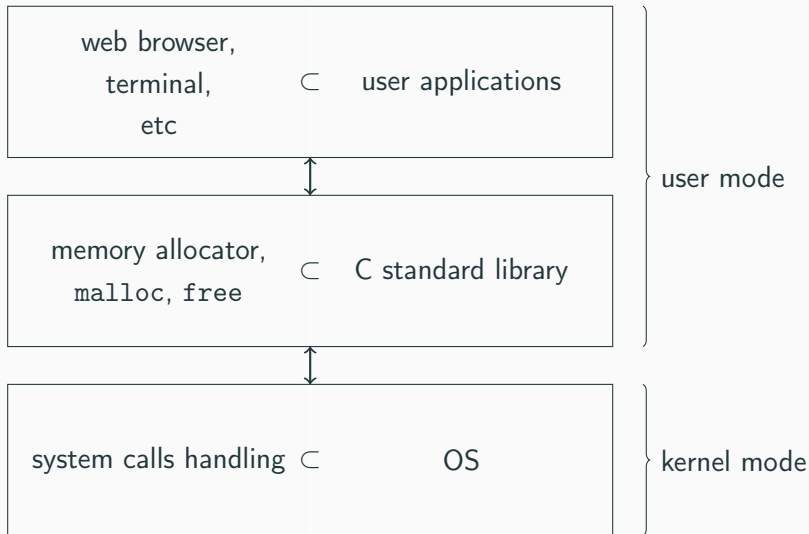 web browser,
terminal,
etc
⊂ user applications
user mode
memory allocator,
malloc, free
⊂ C standard library
system calls handling ⊂ OS
kernel mode